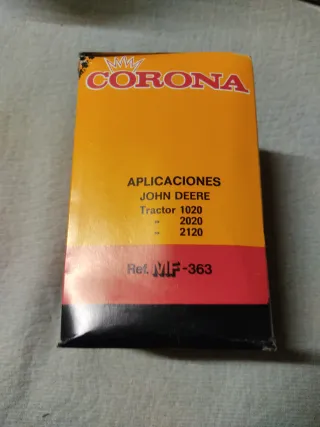 CORONA
APLICACIONES
JOHN DEERE
Tractor 1020
" 2020
" 2120
Ref. MF-363